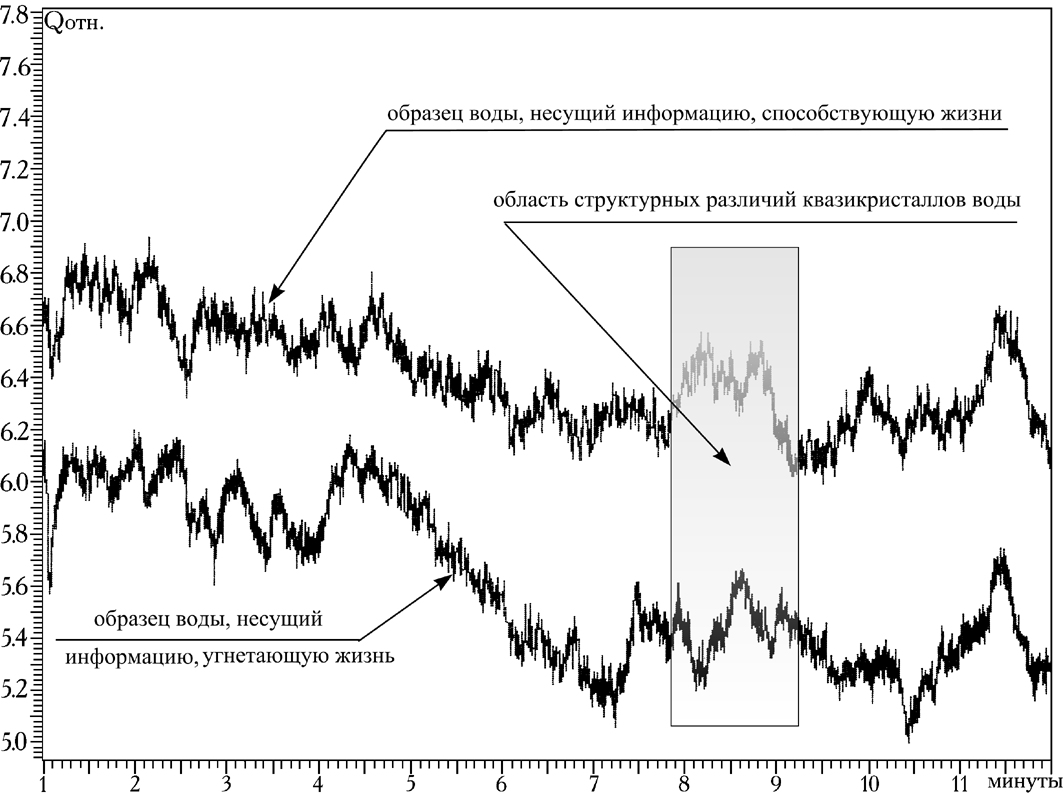 7.8
Qотн.
7.6
7.4
образец воды, несущий информацию, способствующую жизни
7.2
область структурных различий квазикристаллов воды
7.0
6.8
6.6
6.4
6.2
6.0
5.8
5.6
образец воды, несущий
информацию, угнетающую жизнь
5.4
5.2
5.0
1 2 3 4 5 6 7 8 9 10 11 минуты